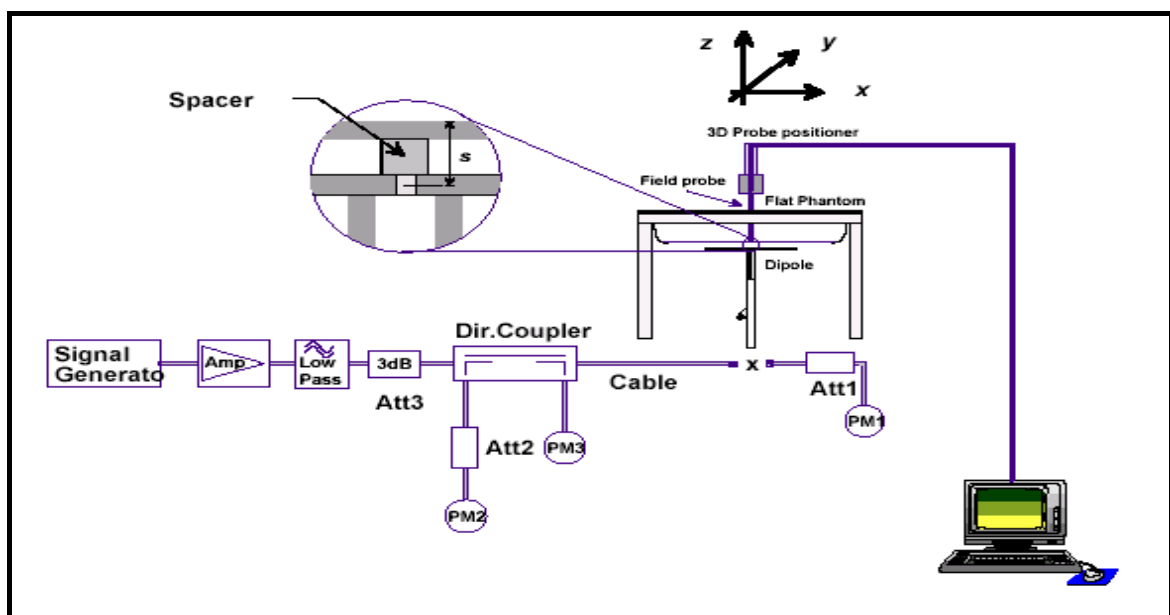 z
y
x
Spacer
s
3D Probe positioner
Field probe
Flat Phantom
Dipole
Dir.Coupler
Signal
Generato
Amp
Low
Pass
3dB
Att3
Cable
x
Att1
PM1
Att2
PM3
PM2